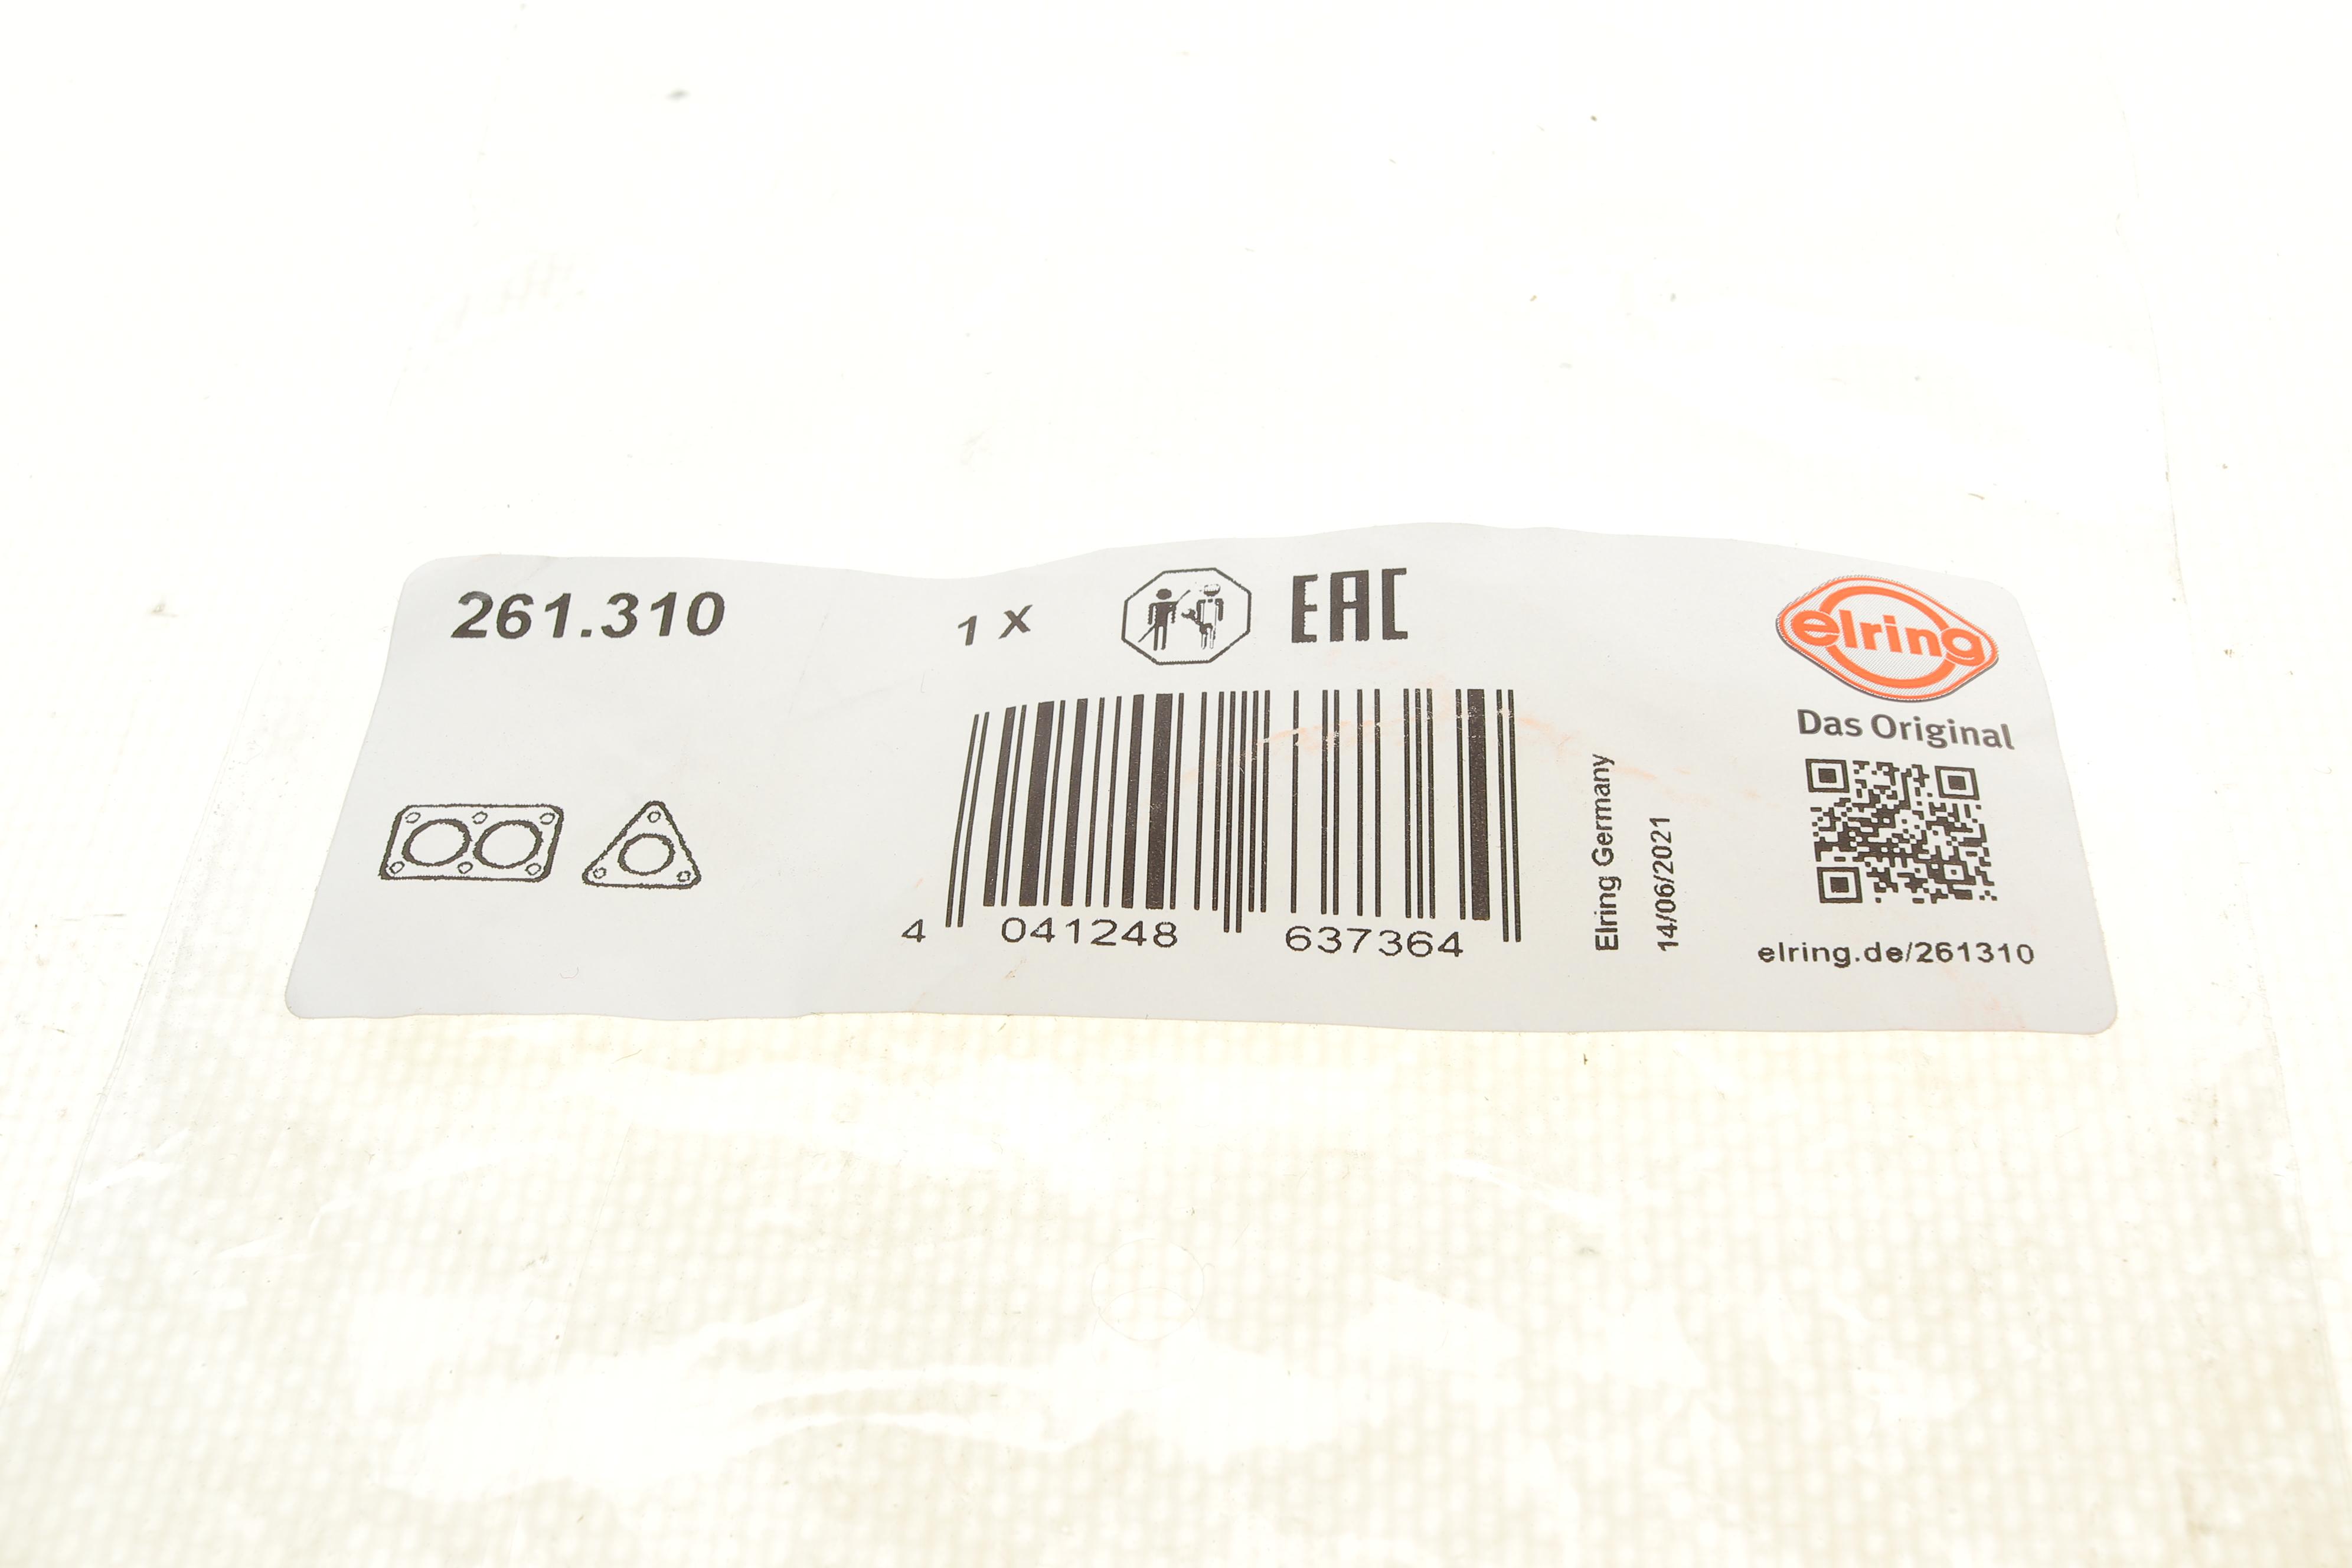 261.310
1 X
EAC
elring
Das Original
4 041248 637364
Elring Germany
14/06/2021
elring.de/261310